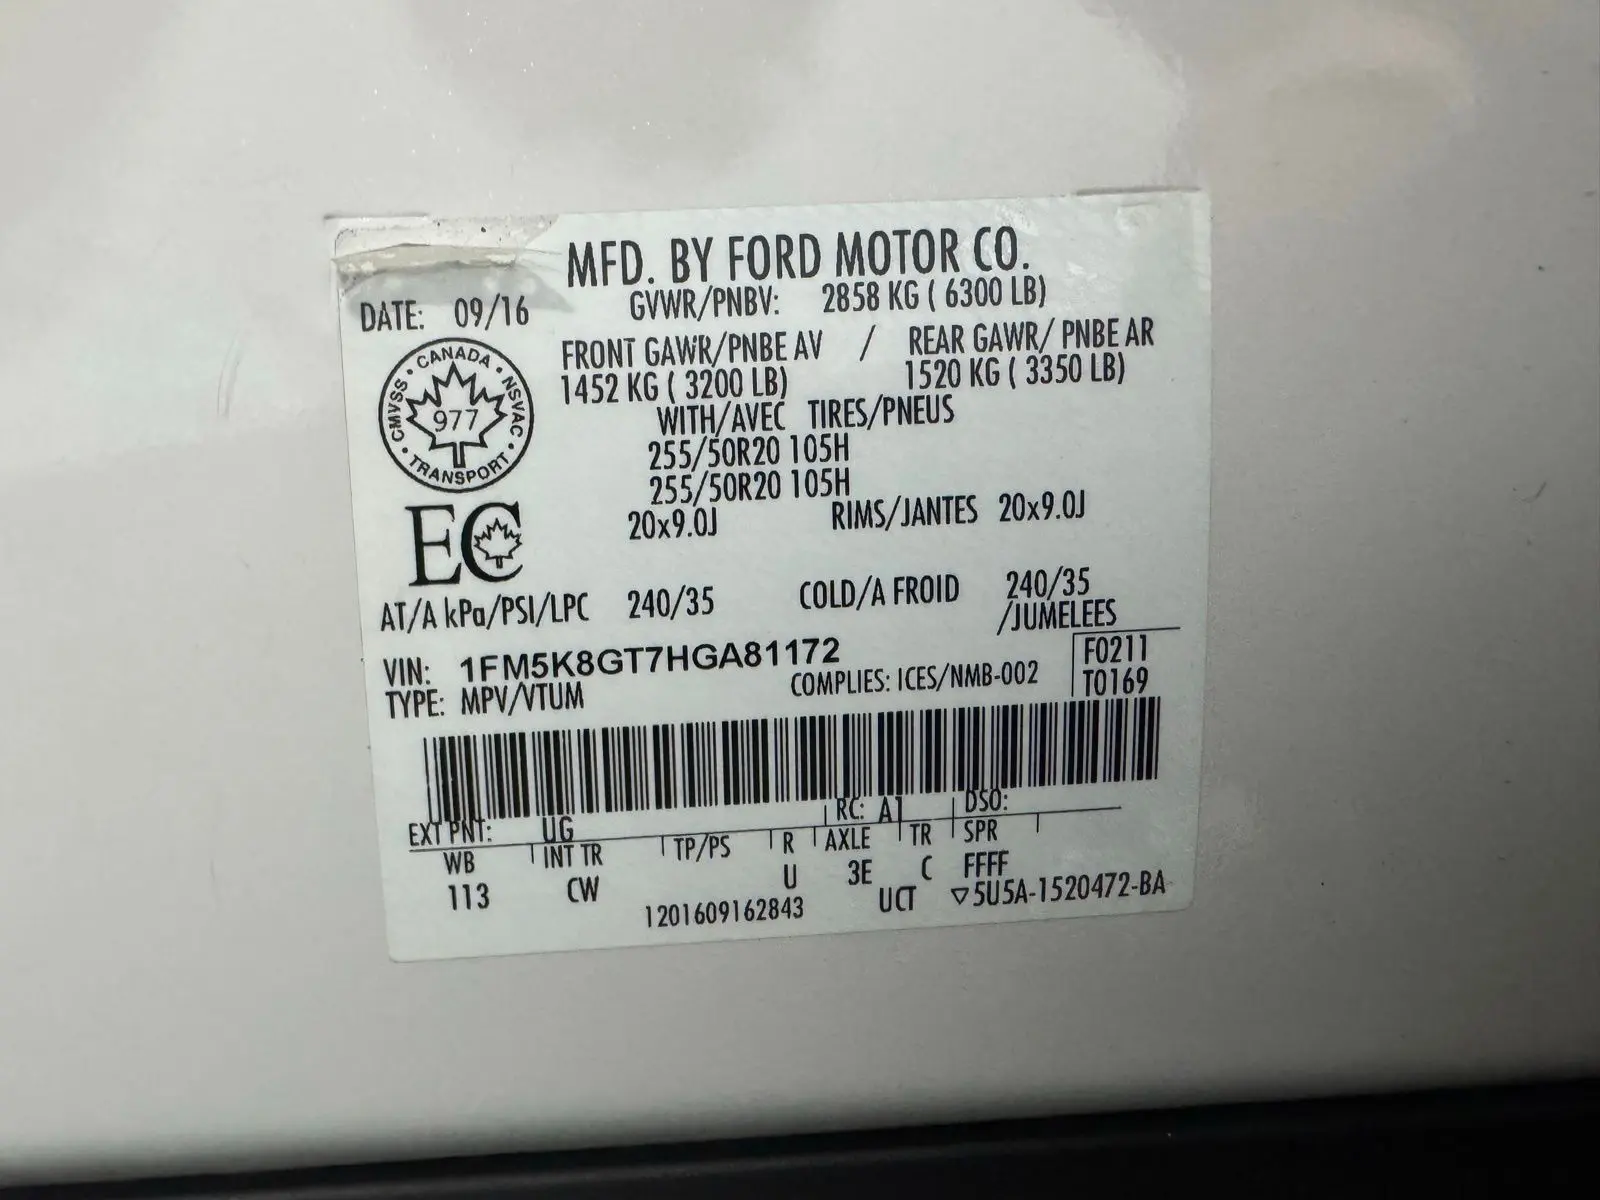 MFD. BY FORD MOTOR CO.
DATE: 09/16
GVWR/PNBV: 2858 KG ( 6300 LB)
FRONT GAWR/PNBE AV / REAR GAWR/ PNBE AR
1452 KG ( 3200 LB) 1520 KG ( 3350 LB)
WITH/AVEC TIRES/PNEUS
255/50R20 105H
255/50R20 105H
20x9.0J RIMS/JANTES 20x9.0J
CANADA
CMVSS 977 NSVAC
TRANSPORT
EC
AT/A kPa/PSI/LPC 240/35 COLD/A FROID 240/35
/JUMELEES
VIN: 1FM5K8GT7HGA81172
F0211
TYPE: MPV/VTUM COMPLIES: ICES/NMB-002 T0169
EXT PNT: UG RC: A1 DSO:
WB INT TR TP/PS R AXLE TR SPR
113 CW U 3E C FFFF
1201609162843 UCT ▽5U5A-1520472-BA